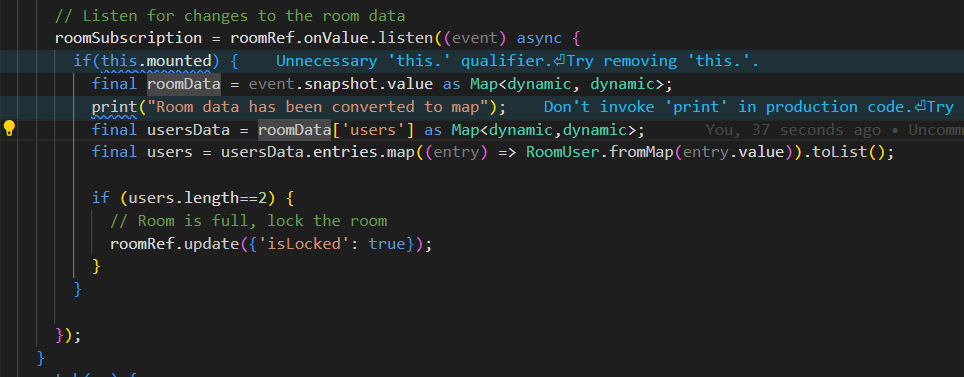 // Listen for changes to the room data
roomSubscription = roomRef.onValue.listen((event) async {
if(this.mounted) {    Unnecessary 'this.' qualifier.⏎Try removing 'this.'.
final roomData = event.snapshot.value as Map<dynamic, dynamic>;
print("Room data has been converted to map");    Don't invoke 'print' in production code.⏎Try
final usersData = roomData['users'] as Map<dynamic,dynamic>;    You, 37 seconds ago • Uncomm
final users = usersData.entries.map((entry) => RoomUser.fromMap(entry.value)).toList();
if (users.length==2) {
// Room is full, lock the room
roomRef.update({'isLocked': true});
}
}
});
}